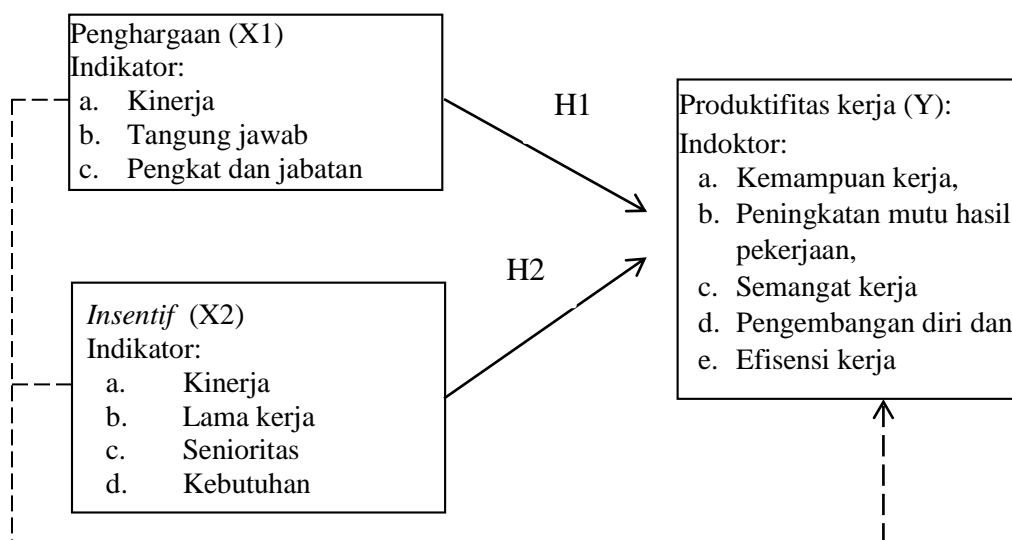 Penghargaan (X1)
Indikator:
a. Kinerja
b. Tangung jawab
c. Pengkat dan jabatan
H1
Produktifitas kerja (Y):
Indoktor:
a. Kemampuan kerja,
b. Peningkatan mutu hasil
pekerjaan,
c. Semangat kerja
d. Pengembangan diri dan
e. Efisensi kerja
H2
Insentif (X2)
Indikator:
a. Kinerja
b. Lama kerja
c. Senioritas
d. Kebutuhan